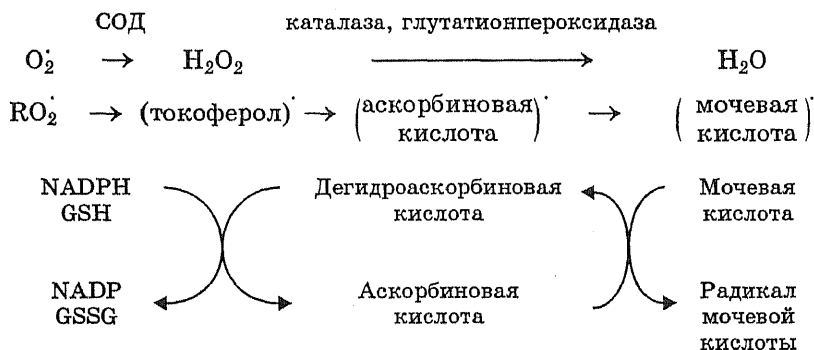 СОД каталаза, глутатионпероксидаза
O₂˙ → H₂O₂ → H₂O
RO₂˙ → (токоферол)˙ → (аскорбиновая кислота)˙ → (мочевая кислота)˙
NADPH Дегидроаскорбиновая Мочевая
GSH кислота кислота
NADP Аскорбиновая Радикал
GSSG кислота мочевой
кислоты